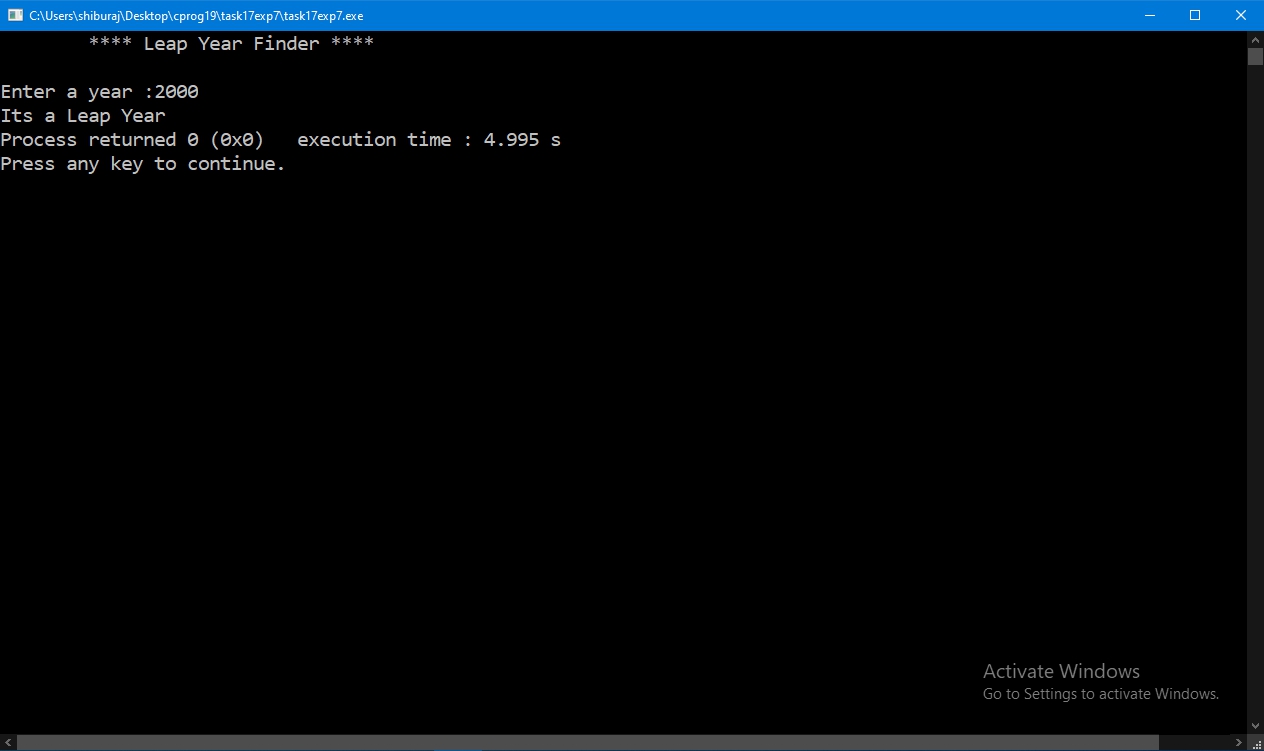 C:\Users\shiburaj\Desktop\cprog19\task17exp7\task17exp7.exe
**** Leap Year Finder ****
Enter a year :2000
Its a Leap Year
Process returned 0 (0x0)   execution time : 4.995 s
Press any key to continue.
Activate Windows
Go to Settings to activate Windows.